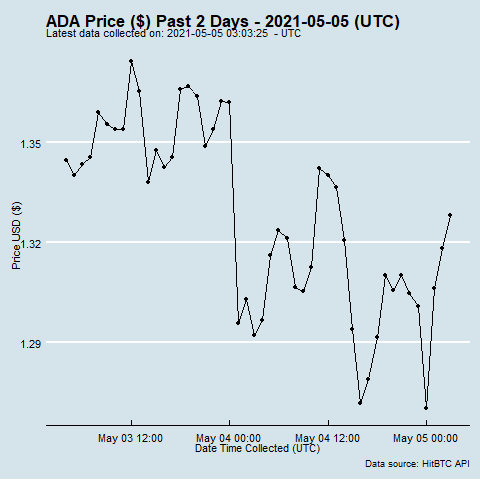 ADA Price ($) Past 2 Days - 2021-05-05 (UTC)
Latest data collected on: 2021-05-05 03:03:25 - UTC
1.35
1.32
1.29
Price USD ($)
May 03 12:00
May 04 00:00
May 04 12:00
May 05 00:00
Date Time Collected (UTC)
Data source: HitBTC API